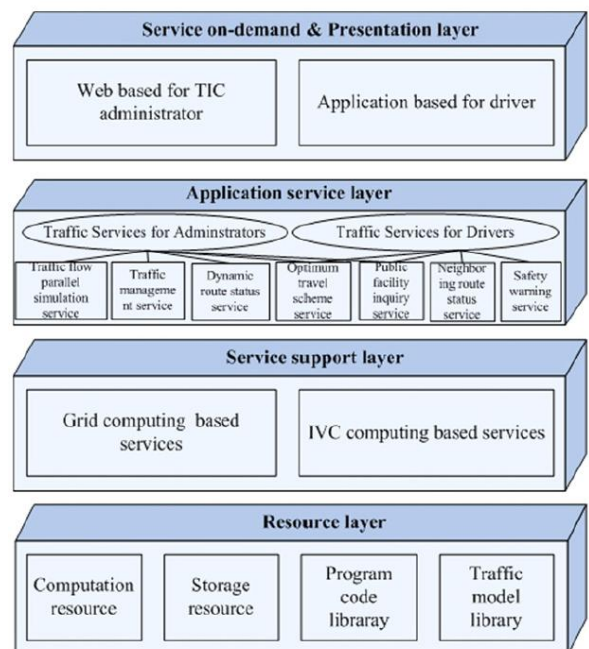 Service on-demand & Presentation layer
Web based for TIC
administrator
Application based for driver
Application service layer
Traffic Services for Adminstrators
Traffic Services for Drivers
Traffic flow
parallel
simulation
service
Traffic
manageme
nt service
Dynamic
route status
service
Optimum
travel
scheme
service
Public
facility
inquiry
service
Neighbor
ing route
status
service
Safety
warning
service
Service support layer
Grid computing based
services
IVC computing based services
Resource layer
Computation
resource
Storage
resource
Program
code
libraray
Traffic
model
library